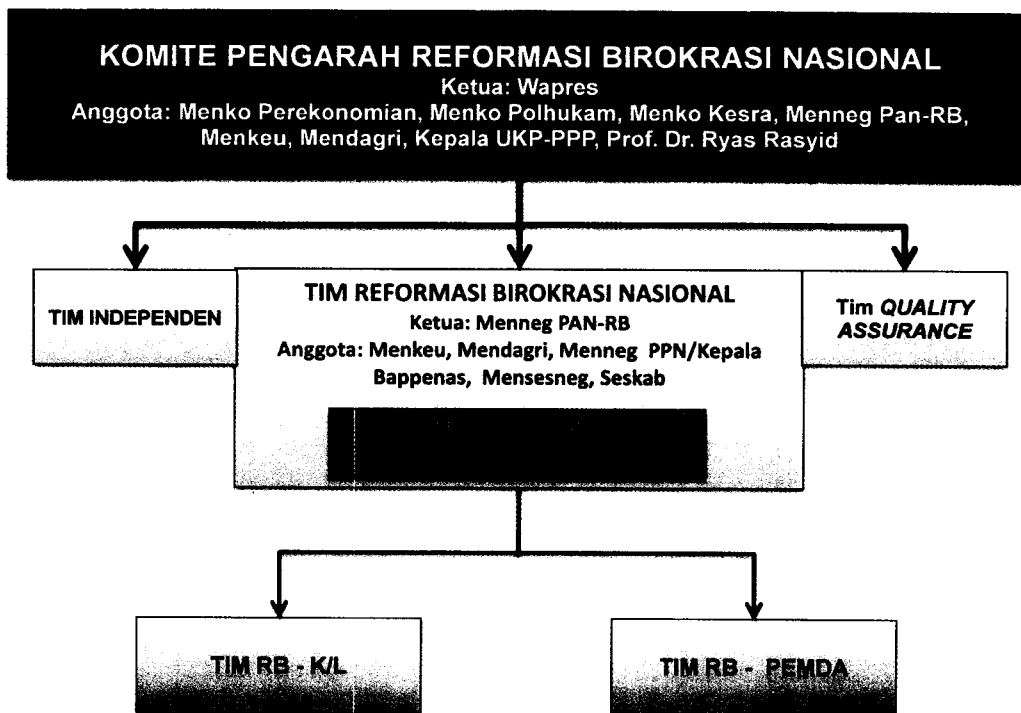 KOMITE PENGARAH REFORMASI BIROKRASI NASIONAL
Ketua: Wapres
Anggota: Menko Perekonomian, Menko Polhukam, Menko Kesra, Menneg Pan-RB,
Menkeu, Mendagri, Kepala UKP-PPP, Prof. Dr. Ryas Rasyid
TIM INDEPENDEN
TIM REFORMASI BIROKRASI NASIONAL
Ketua: Menneg PAN-RB
Anggota: Menkeu, Mendagri, Menneg PPN/Kepala
Bappenas, Mensesneg, Seskab
Tim QUALITY
ASSURANCE
TIM RB - K/L
TIM RB - PEMDA